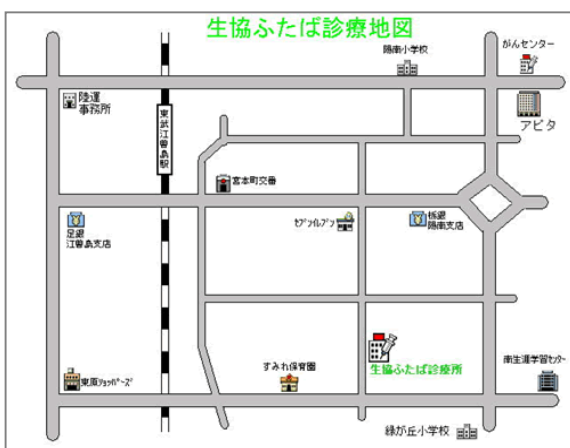 生協ふたば診療地図
陽南小学校
がんセンター
陸運
事務所
アピタ
東武江曽島駅
宮本町交番
足銀
江曽島支店
ｾﾌﾞﾝｲﾚﾌﾞﾝ
栃銀
陽南支店
すみれ保育園
生協ふたば診療所
南生涯学習ｾﾝﾀｰ
東原ｼｮｯﾊﾟｰｽﾞ
緑が丘小学校